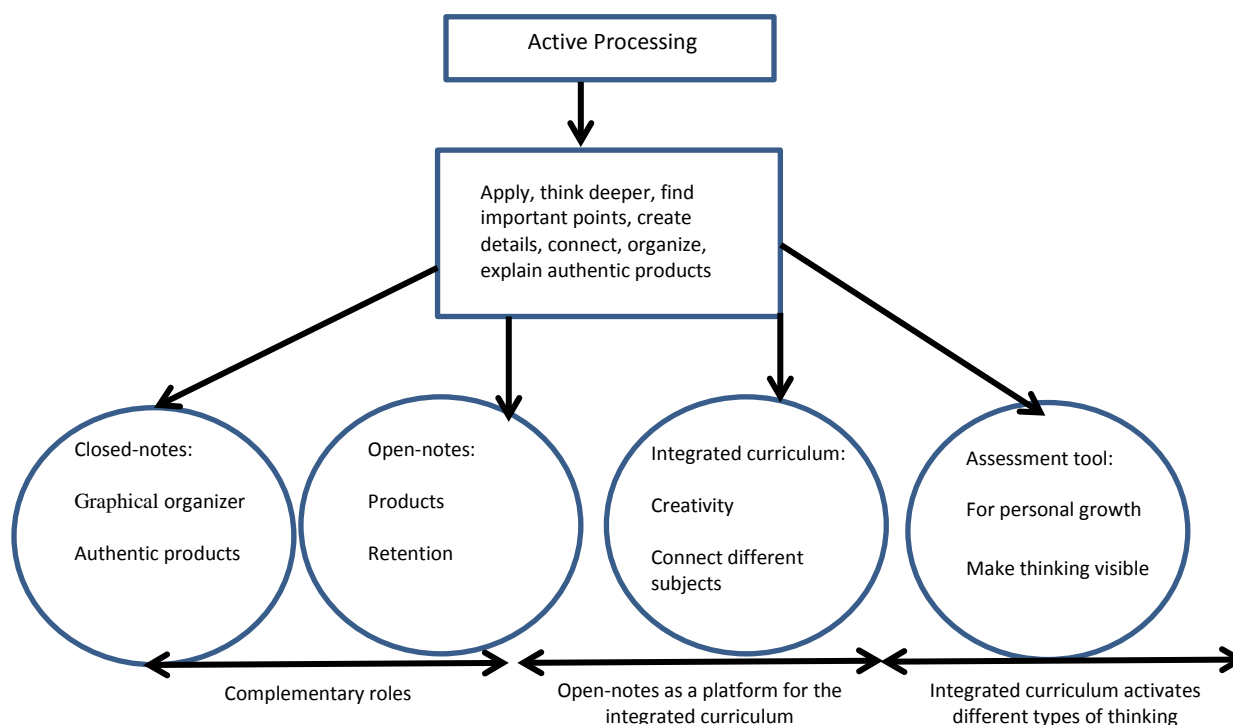 Active Processing
Apply, think deeper, find
important points, create
details, connect, organize,
explain authentic products
Closed-notes:
Graphical organizer
Authentic products
Open-notes:
Products
Retention
Integrated curriculum:
Creativity
Connect different
subjects
Assessment tool:
For personal growth
Make thinking visible
Complementary roles
Open-notes as a platform for the
integrated curriculum
Integrated curriculum activates
different types of thinking